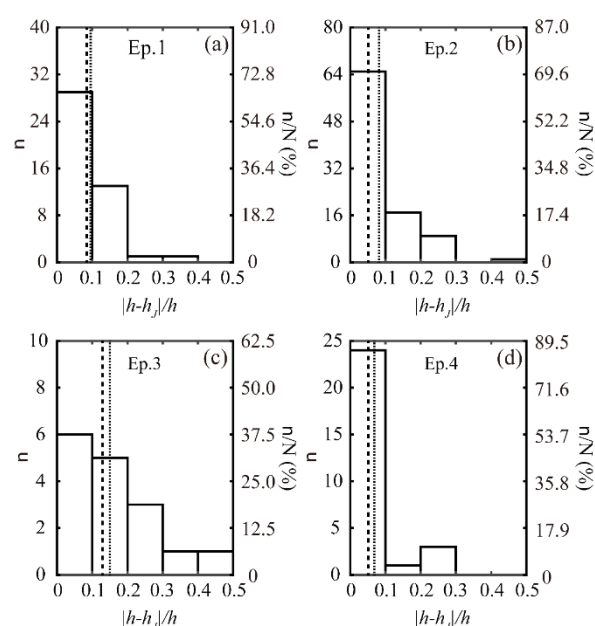 40
32
24
16
8
0
n
Ep.1
(a)
91.0
72.8
54.6
36.4
18.2
0
n/N (%)
0 0.1 0.2 0.3 0.4 0.5
|h-h_J|/h
80
64
48
32
16
0
n
Ep.2
(b)
87.0
69.6
52.2
34.8
17.4
0
n/N (%)
0 0.1 0.2 0.3 0.4 0.5
|h-h_J|/h
10
8
6
4
2
0
n
Ep.3
(c)
62.5
50.0
37.5
25.0
12.5
0
n/N (%)
0 0.1 0.2 0.3 0.4 0.5
|h-h_J|/h
25
20
15
10
5
0
n
Ep.4
(d)
89.5
71.6
53.7
35.8
17.9
0
n/N (%)
0 0.1 0.2 0.3 0.4 0.5
|h-h_J|/h